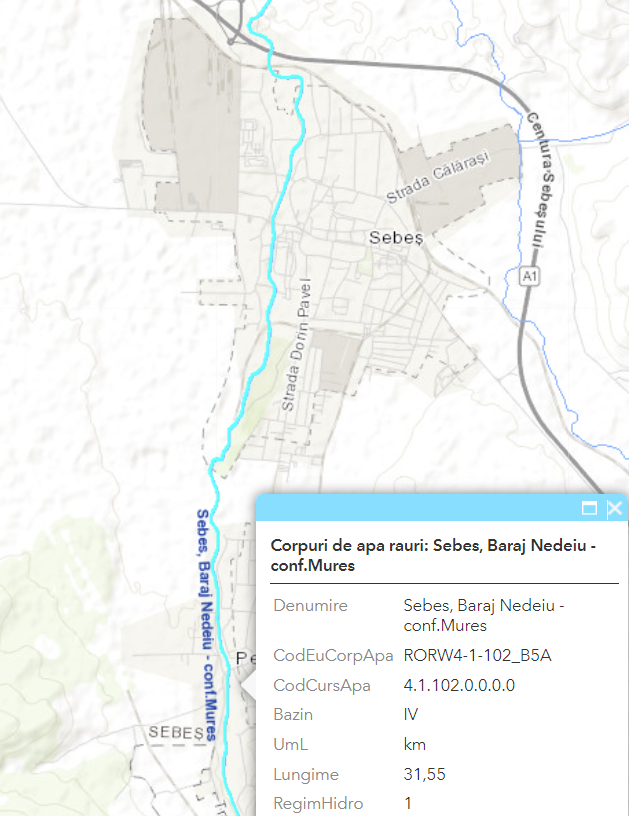 Centura Sebeșului
Strada Călărași
Sebeș
A1
Strada Dorin Pavel
Sebes, Baraj Nedeiu - conf.Mures
Pe
SEBEȘ
Corpuri de apa rauri: Sebes, Baraj Nedeiu -
conf.Mures
Denumire Sebes, Baraj Nedeiu -
conf.Mures
CodEuCorpApa RORW4-1-102_B5A
CodCursApa 4.1.102.0.0.0.0
Bazin IV
UmL km
Lungime 31,55
RegimHidro 1